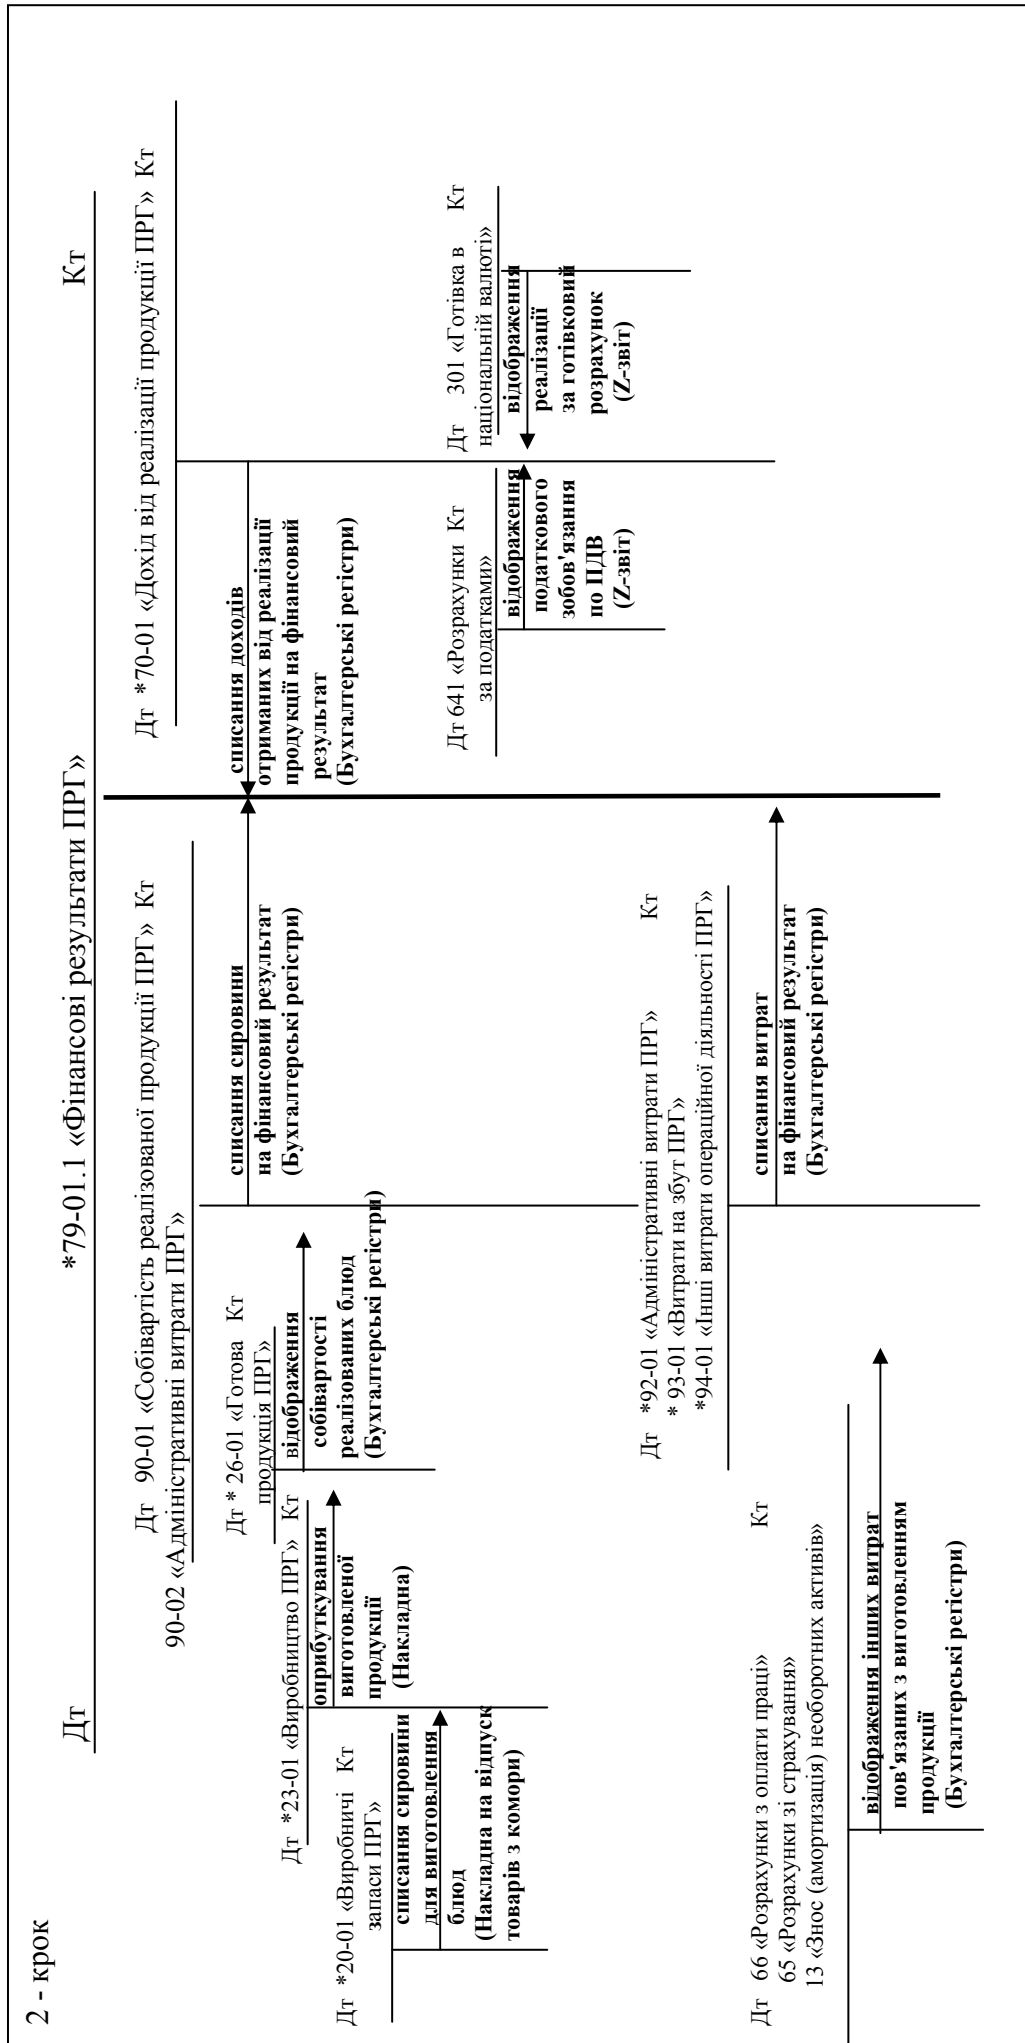 2 - крок
*79-01.1 «Фінансові результати ПРГ»
Дт
Кт
Дт 90-01 «Собівартість реалізованої продукції ПРГ» Кт
90-02 «Адміністративні витрати ПРГ»
списання сировини
на фінансовий результат
(Бухгалтерські регістри)
Дт * 26-01 «Готова Кт
продукція ПРГ»
відображення
собівартості
реалізованих блюд
(Бухгалтерські регістри)
Дт *23-01 «Виробництво ПРГ» Кт
оприбуткування
виготовленої
продукції
(Накладна)
Дт *20-01 «Виробничі Кт
запаси ПРГ»
списання сировини
для виготовлення
блюд
(Накладна на відпуск
товарів з комори)
Дт *70-01 «Дохід від реалізації продукції ПРГ» Кт
списання доходів
отриманих від реалізації
продукції на фінансовий
результат
(Бухгалтерські регістри)
Дт 641 «Розрахунки Кт
за податками»
відображення
податкового
зобов'язання
по ПДВ
(Z-звіт)
Дт 301 «Готівка в Кт
національній валюті»
відображення
реалізації
за готівковий
розрахунок
(Z-звіт)
Дт *92-01 «Адміністративні витрати ПРГ» Кт
* 93-01 «Витрати на збут ПРГ»
*94-01 «Інші витрати операційної діяльності ПРГ»
списання витрат
на фінансовий результат
(Бухгалтерські регістри)
Дт 66 «Розрахунки з оплати праці» Кт
65 «Розрахунки зі страхування»
13 «Знос (амортизація) необоротних активів»
відображення інших витрат
пов'язаних з виготовленням
продукції
(Бухгалтерські регістри)